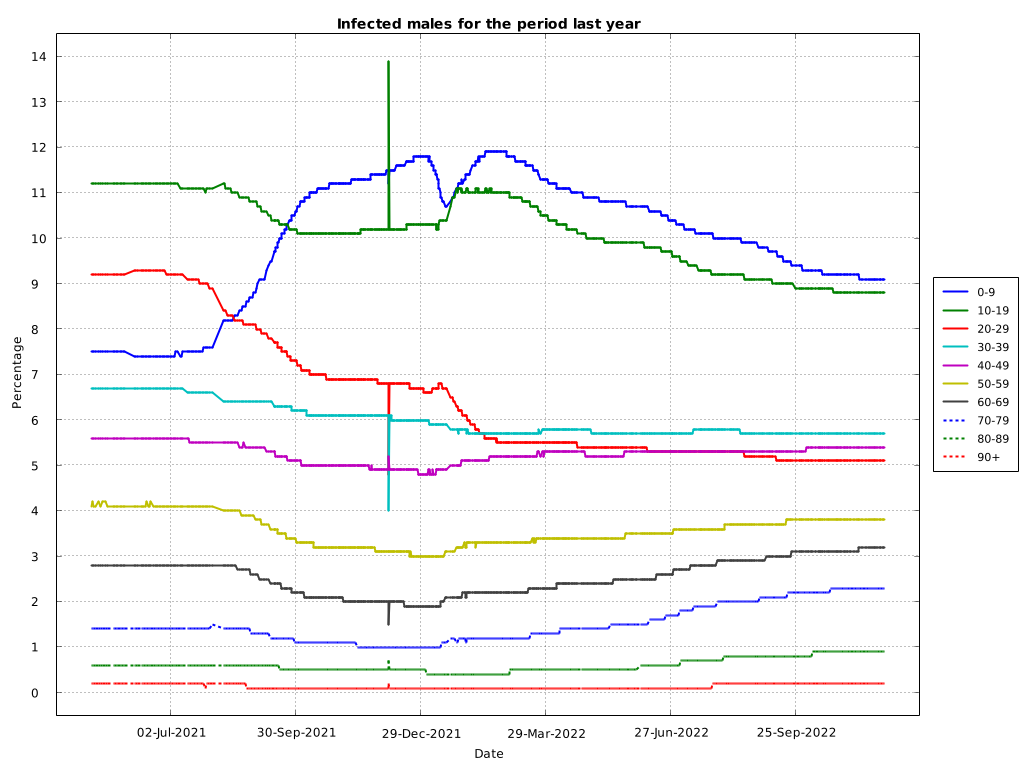 Infected males for the period last year
14
13
12
11
10
9
8
7
6
5
4
3
2
1
0
Percentage
02-Jul-2021
30-Sep-2021
29-Dec-2021
29-Mar-2022
27-Jun-2022
25-Sep-2022
Date
0-9
10-19
20-29
30-39
40-49
50-59
60-69
70-79
80-89
90+